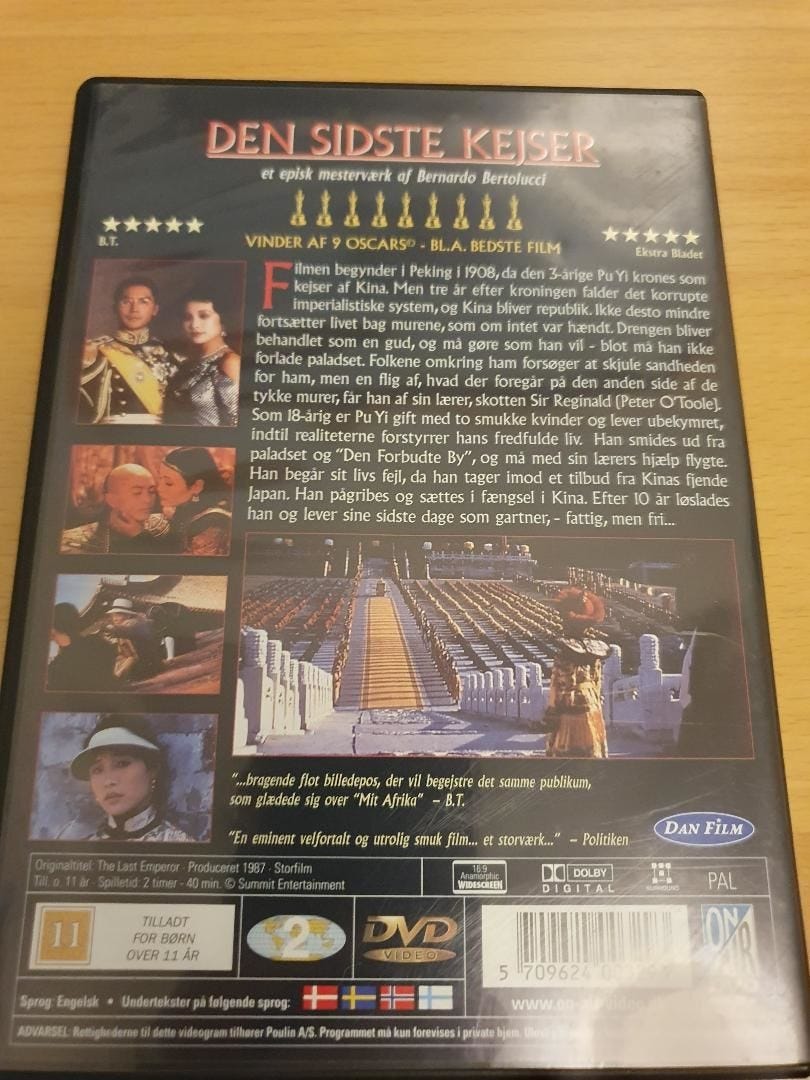 DEN SIDSTE KEJSER
et episk mesterværk af Bernardo Bertolucci
B.T.
VINDER AF 9 OSCARS® - BL.A. BEDSTE FILM
Ekstra Bladet
Filmen begynder i Peking i 1908, da den 3-årige Pu Yi krones som
kejser af Kina. Men tre år efter kroningen falder det korrupte
imperialistiske system, og Kina bliver republik. Ikke desto mindre
fortsætter livet bag murene, som om intet var hændt. Drengen bliver
behandlet som en gud, og må gøre som han vil - blot må han ikke
forlade paladset. Folkene omkring ham forsøger at skjule sandheden
for ham, men en flig af, hvad der foregår på den anden side af de
tykke murer, får han af sin lærer, skotten Sir Reginald (Peter O'Toole).
Som 18-årig er Pu Yi gift med to smukke kvinder og lever ubekymret,
indtil realiteterne forstyrrer hans fredfulde liv. Han smides ud fra
paladset og "Den Forbudte By", og må med sin lærers hjælp flygte.
Han begår sit livs fejl, da han tager imod et tilbud fra Kinas fjende
Japan. Han pågribes og sættes i fængsel i Kina. Efter 10 år løslades
han og lever sine sidste dage som gartner, - fattig, men fri...
"...bragende flot billedepos, der vil begejstre det samme publikum,
som glædede sig over "Mit Afrika" – B.T.
"En eminent velfortalt og utrolig smuk film... et storværk..." – Politiken
DAN FILM
Originaltitel: The Last Emperor · Produceret 1987 · Storfilm
Till. o. 11 år · Spilletid: 2 timer - 40 min. © Summit Entertainment
16:9
Anamorphic
WIDESCREEN
DOLBY
DIGITAL
SURROUND
PAL
11
TILLADT
FOR BØRN
OVER 11 ÅR
2
DVD
VIDEO
5 709624
ON
Sprog: Engelsk • Undertekster på følgende sprog:
ADVARSEL: Rettighederne til dette videogram tilhører Poulin A/S. Programmet må kun forevises i private hjem.